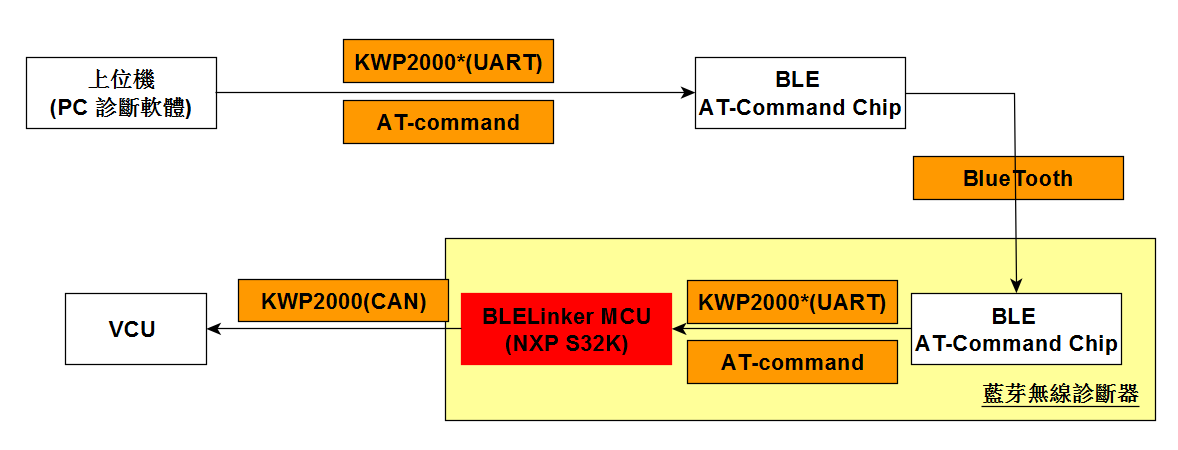 上位機
(PC 診斷軟體)
KWP2000*(UART)
AT-command
BLE
AT-Command Chip
BlueTooth
VCU
KWP2000(CAN)
BLELinker MCU
(NXP S32K)
KWP2000*(UART)
AT-command
BLE
AT-Command Chip
藍芽無線診斷器